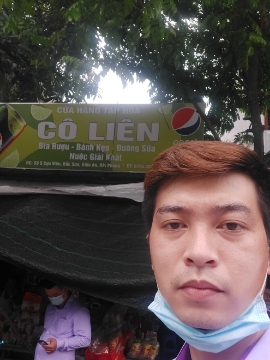 CỬA HÀNG TẠP HÓA
CÔ LIÊN
Bia Rượu - Bánh Kẹo - Đường Sữa
Nước Giải Khát